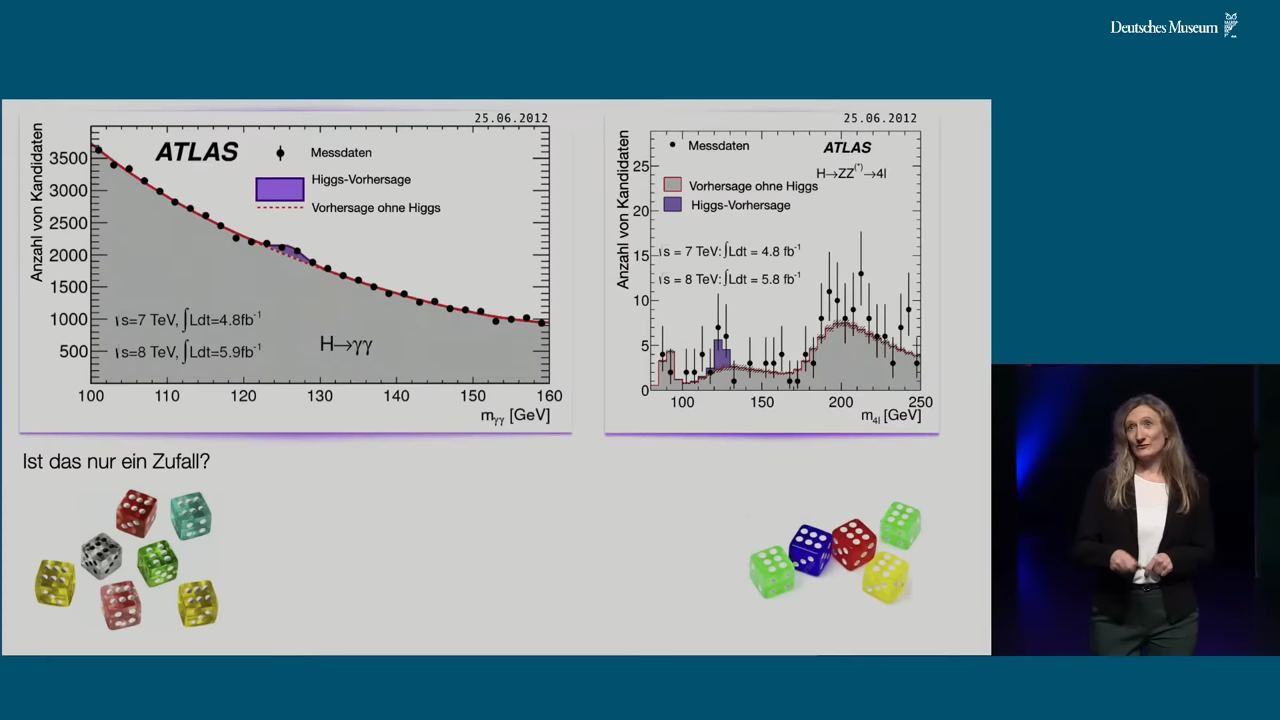 Deutsches Museum
25.06.2012
ATLAS
Messdaten
Higgs-Vorhersage
Vorhersage ohne Higgs
Anzahl von Kandidaten
3500
3000
2500
2000
1500
1000
500
√s=7 TeV, ∫Ldt=4.8fb⁻¹
√s=8 TeV, ∫Ldt=5.9fb⁻¹
H→γγ
100 110 120 130 140 150 160
mγγ [GeV]
25.06.2012
Messdaten
ATLAS
H→ZZ(*)→4l
Vorhersage ohne Higgs
Higgs-Vorhersage
Anzahl von Kandidaten
25
20
15
10
5
0
√s = 7 TeV: ∫Ldt = 4.8 fb⁻¹
√s = 8 TeV: ∫Ldt = 5.8 fb⁻¹
100 150 200 250
m4l [GeV]
Ist das nur ein Zufall?